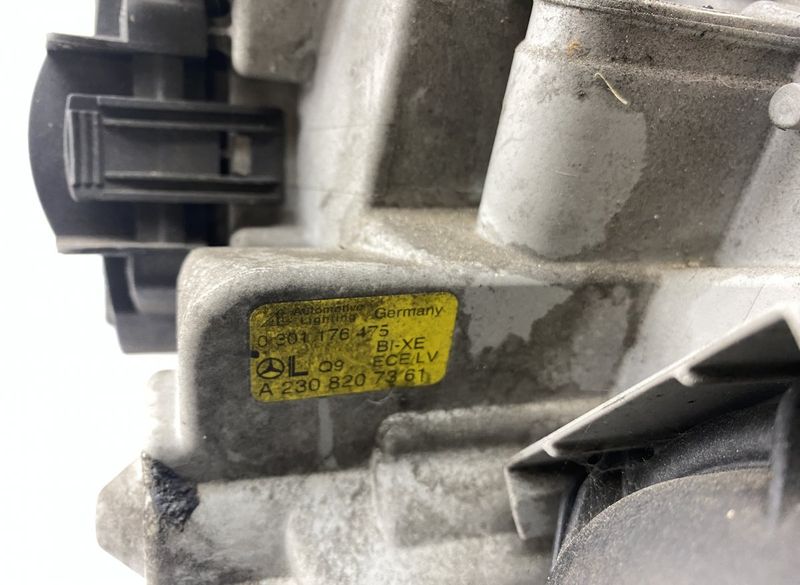 Automotive
Lighting Germany
0 301 176 475
BI-XE
L Q9 ECE/LV
A 230 820 73 61